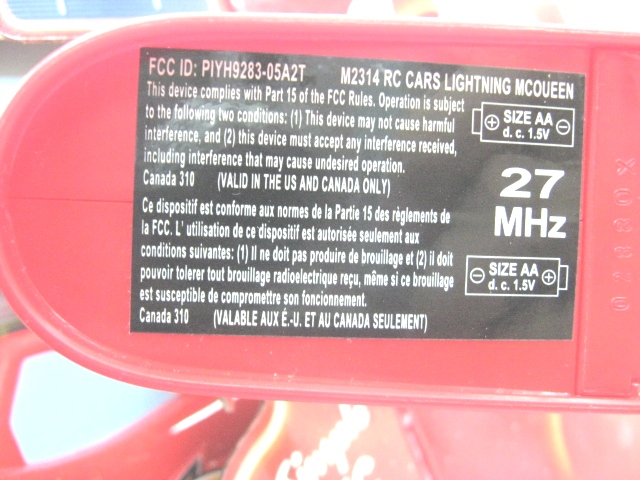 FCC ID: PIYH9283-05A2T M2314 RC CARS LIGHTNING MCQUEEN
This device complies with Part 15 of the FCC Rules. Operation is subject
to the following two conditions: (1) This device may not cause harmful
interference, and (2) this device must accept any interference received,
including interference that may cause undesired operation.
Canada 310 (VALID IN THE US AND CANADA ONLY)
Ce dispositif est conforme aux normes de la Partie 15 des règlements de
la FCC. L' utilisation de ce dispositif est autorisée seulement aux
conditions suivantes: (1) Il ne doit pas produire de brouillage et (2) il doit
pouvoir tolerer tout brouillage radioelectrique reçu, même si ce brouillage
est susceptible de compromettre son fonctionnement.
Canada 310 (VALABLE AUX É.-U. ET AU CANADA SEULEMENT)
SIZE AA
d. c. 1.5V
27
MHz
SIZE AA
d. c. 1.5V